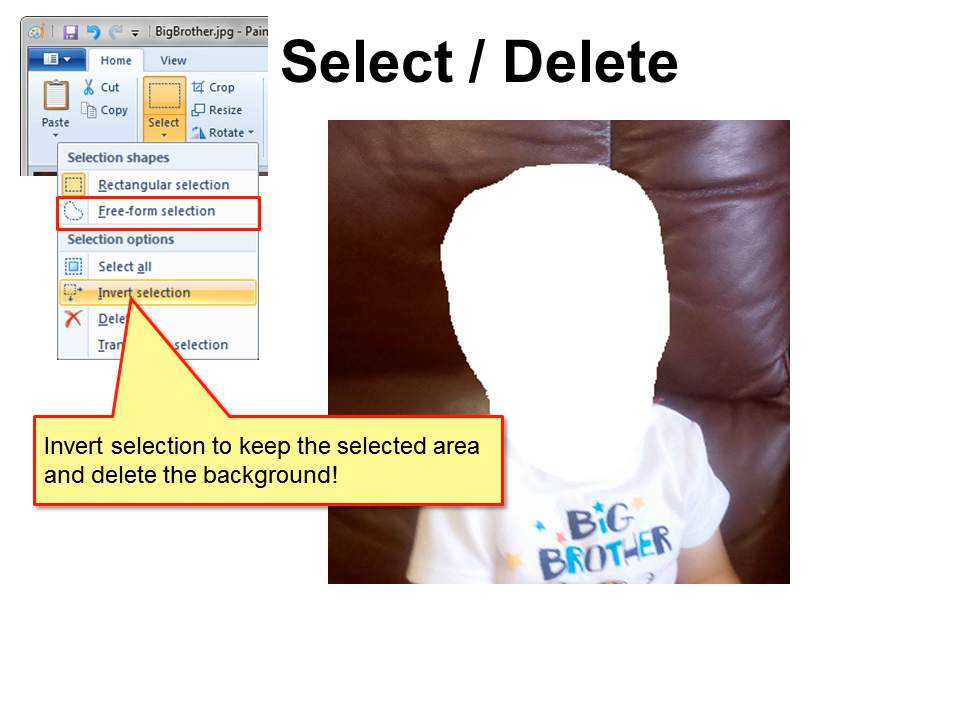 BigBrother.jpg - Pain
Select / Delete
Home View
Paste
Cut
Copy
Select
Crop
Resize
Rotate
Selection shapes
Rectangular selection
Free-form selection
Selection options
Select all
Invert selection
selection
Invert selection to keep the selected area
and delete the background!
BiG
BROTHER